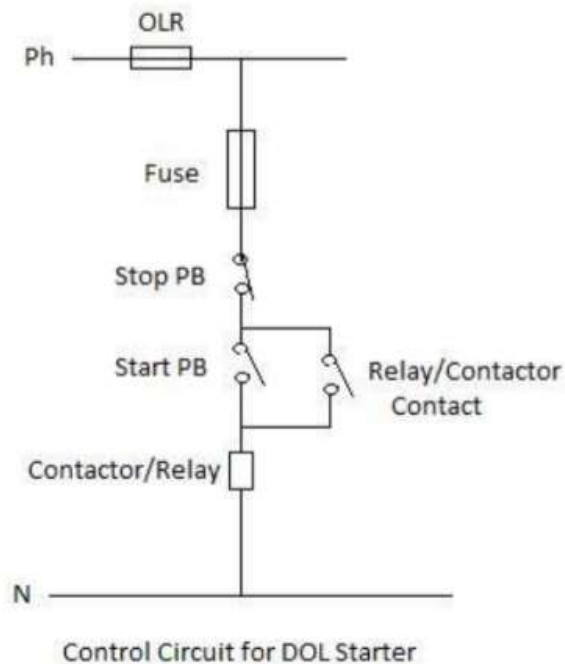 OLR
Ph
Fuse
Stop PB
Start PB
Relay/Contactor
Contact
Contactor/Relay
N
Control Circuit for DOL Starter